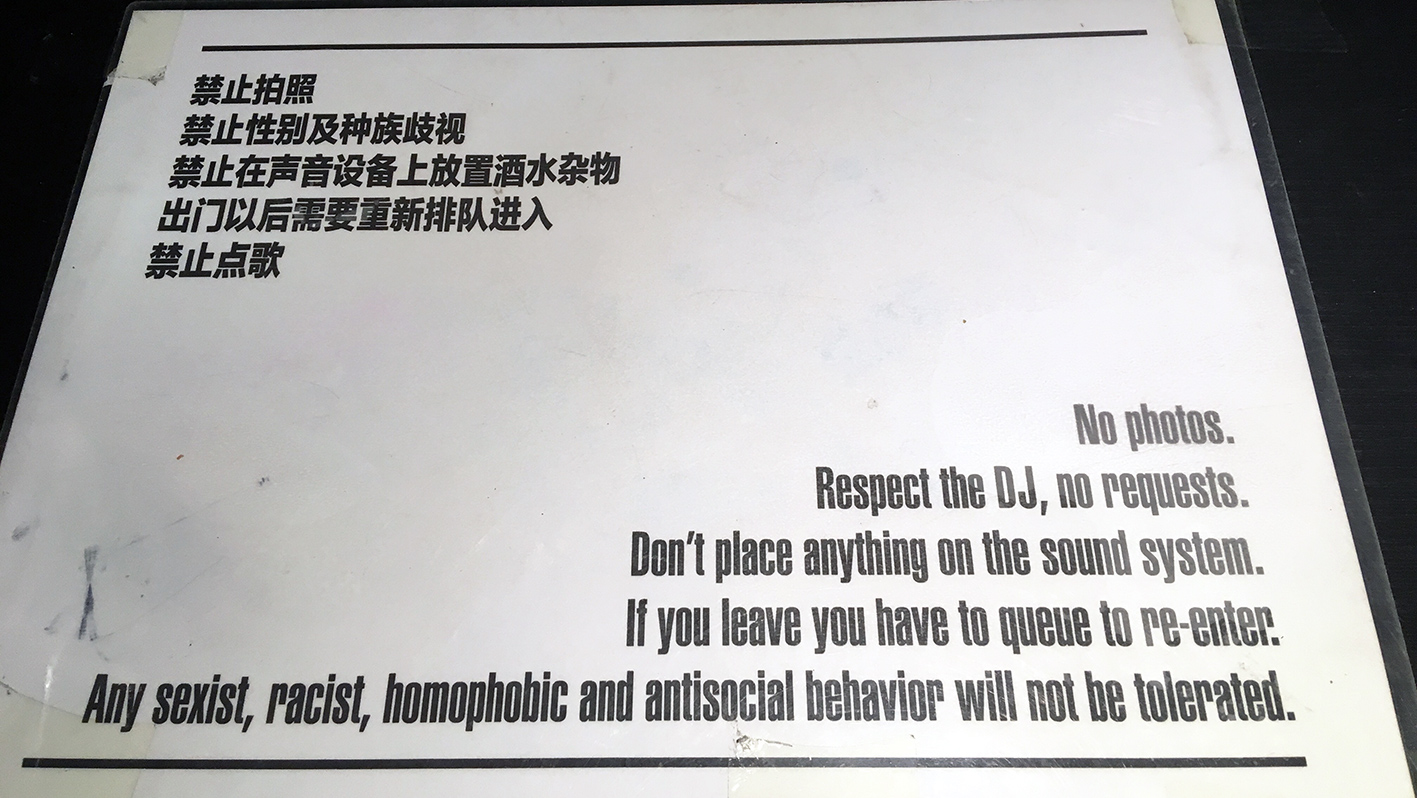 禁止拍照
禁止性别及种族歧视
禁止在声音设备上放置酒水杂物
出门以后需要重新排队进入
禁止点歌
No photos.
Respect the DJ, no requests.
Don't place anything on the sound system.
If you leave you have to queue to re-enter.
Any sexist, racist, homophobic and antisocial behavior will not be tolerated.